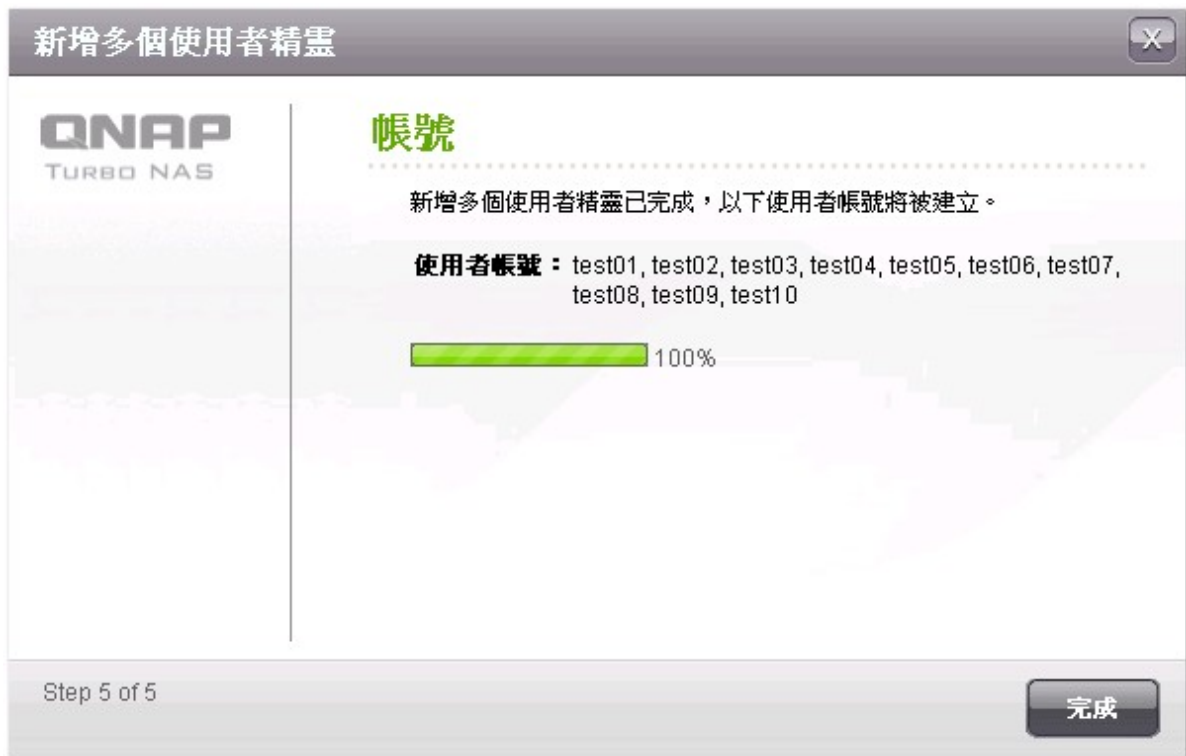 新增多個使用者精靈
X
QNAP
TURBO NAS
帳號
新增多個使用者精靈已完成，以下使用者帳號將被建立。
使用者帳號： test01, test02, test03, test04, test05, test06, test07,
test08, test09, test10
100%
Step 5 of 5
完成